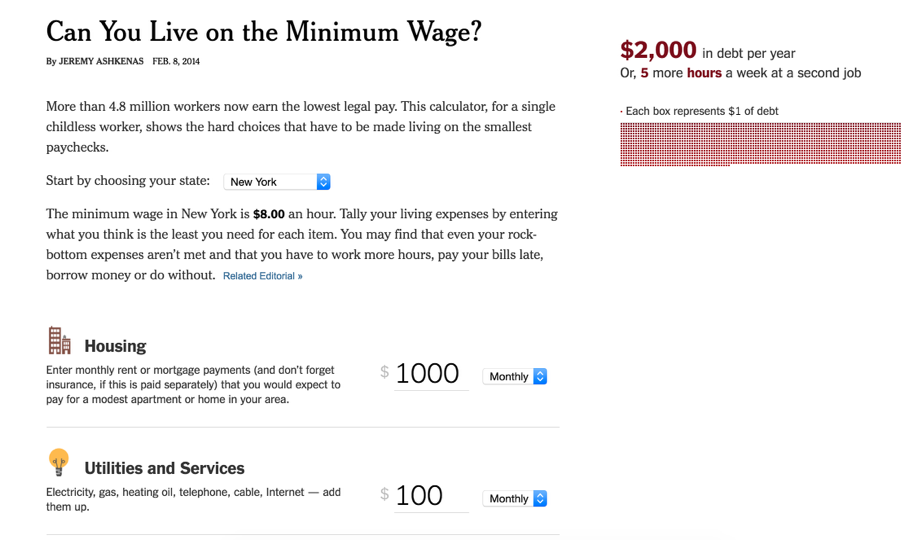 Can You Live on the Minimum Wage?
By JEREMY ASHKENAS FEB. 8, 2014
More than 4.8 million workers now earn the lowest legal pay. This calculator, for a single
childless worker, shows the hard choices that have to be made living on the smallest
paychecks.
Start by choosing your state: New York
The minimum wage in New York is $8.00 an hour. Tally your living expenses by entering
what you think is the least you need for each item. You may find that even your rock-
bottom expenses aren't met and that you have to work more hours, pay your bills late,
borrow money or do without. Related Editorial »
Housing
Enter monthly rent or mortgage payments (and don't forget
insurance, if this is paid separately) that you would expect to
pay for a modest apartment or home in your area.
$ 1000 Monthly
Utilities and Services
Electricity, gas, heating oil, telephone, cable, Internet — add
them up.
$ 100 Monthly
$2,000 in debt per year
Or, 5 more hours a week at a second job
· Each box represents $1 of debt